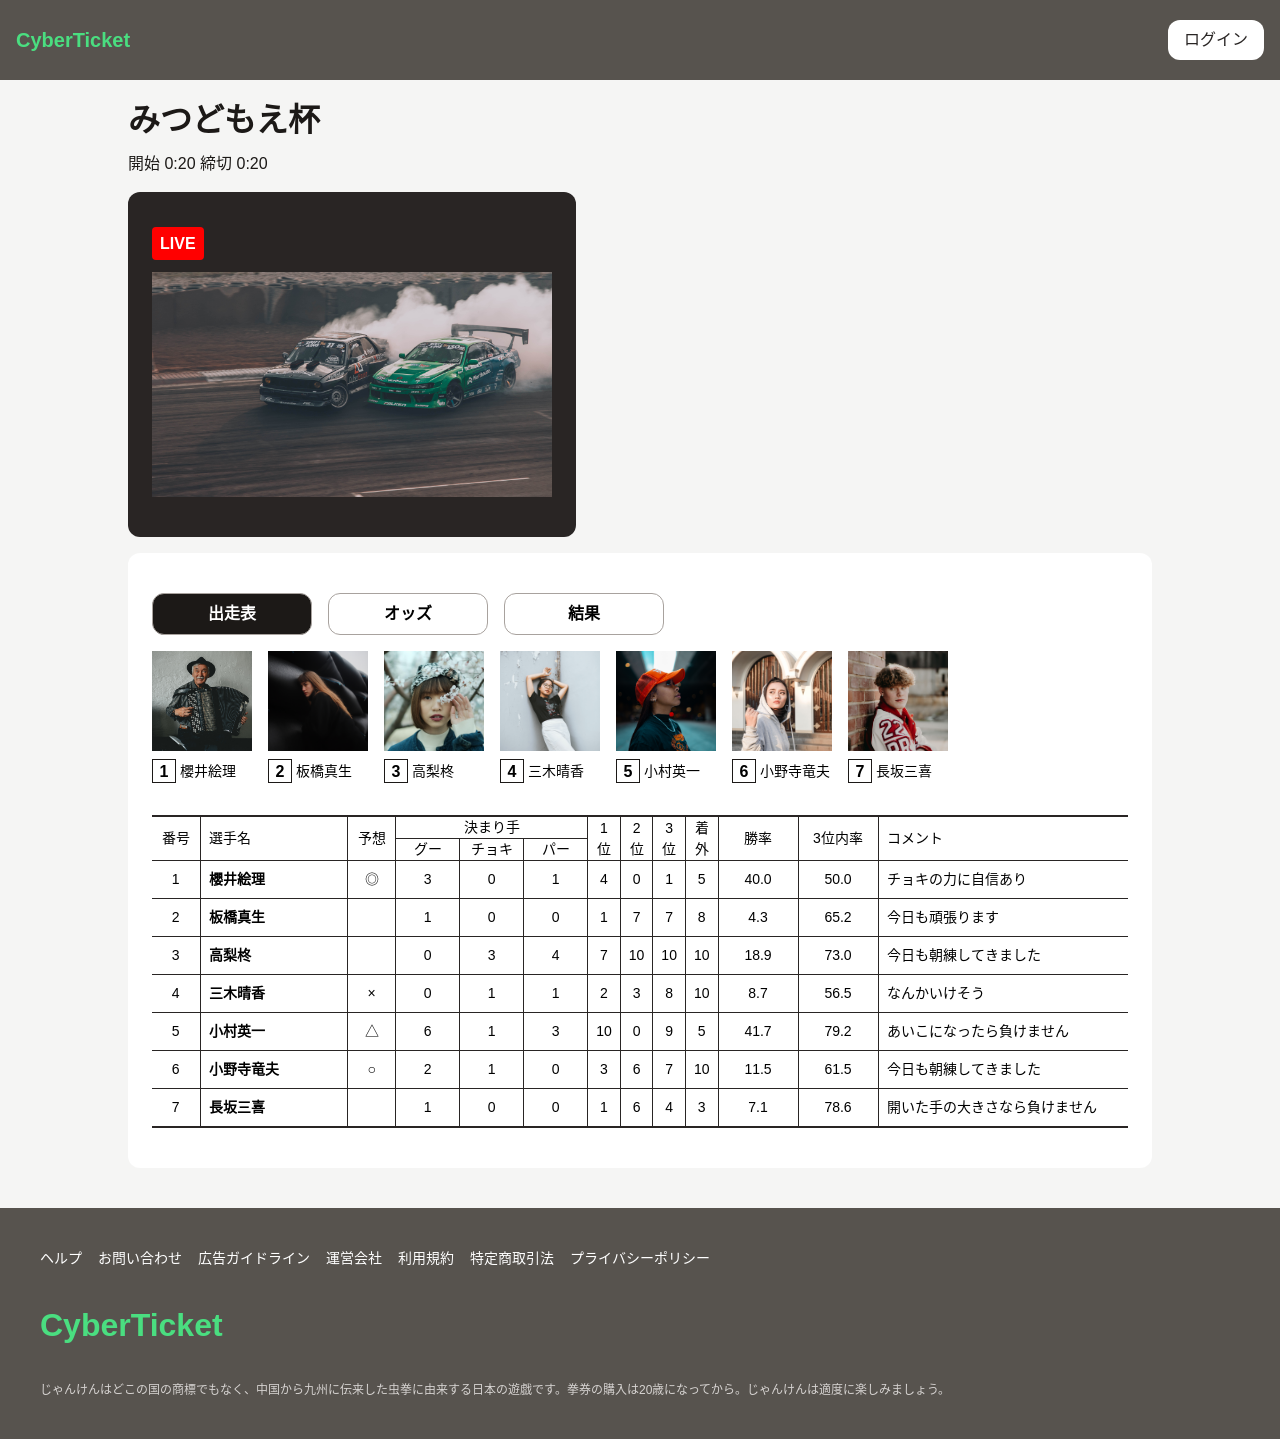 CyberTicket
ログイン
みつどもえ杯
開始 0:20 締切 0:20
LIVE
出走表 オッズ 結果
1 櫻井絵理 2 板橋真生 3 高梨柊 4 三木晴香 5 小村英一 6 小野寺竜夫 7 長坂三喜
番号 選手名 予想 決まり手 グー チョキ パー 1位 2位 3位 着外 勝率 3位内率 コメント
1 櫻井絵理 ◎ 3 0 1 4 0 1 5 40.0 50.0 チョキの力に自信あり
2 板橋真生 1 0 0 1 7 7 8 4.3 65.2 今日も頑張ります
3 高梨柊 0 3 4 7 10 10 10 18.9 73.0 今日も朝練してきました
4 三木晴香 × 0 1 1 2 3 8 10 8.7 56.5 なんかいけそう
5 小村英一 △ 6 1 3 10 0 9 5 41.7 79.2 あいこになったら負けません
6 小野寺竜夫 ○ 2 1 0 3 6 7 10 11.5 61.5 今日も朝練してきました
7 長坂三喜 1 0 0 1 6 4 3 7.1 78.6 開いた手の大きさなら負けません
ヘルプ お問い合わせ 広告ガイドライン 運営会社 利用規約 特定商取引法 プライバシーポリシー
CyberTicket
じゃんけんはどこの国の商標でもなく、中国から九州に伝来した虫拳に由来する日本の遊戯です。拳券の購入は20歳になってから。じゃんけんは適度に楽しみましょう。